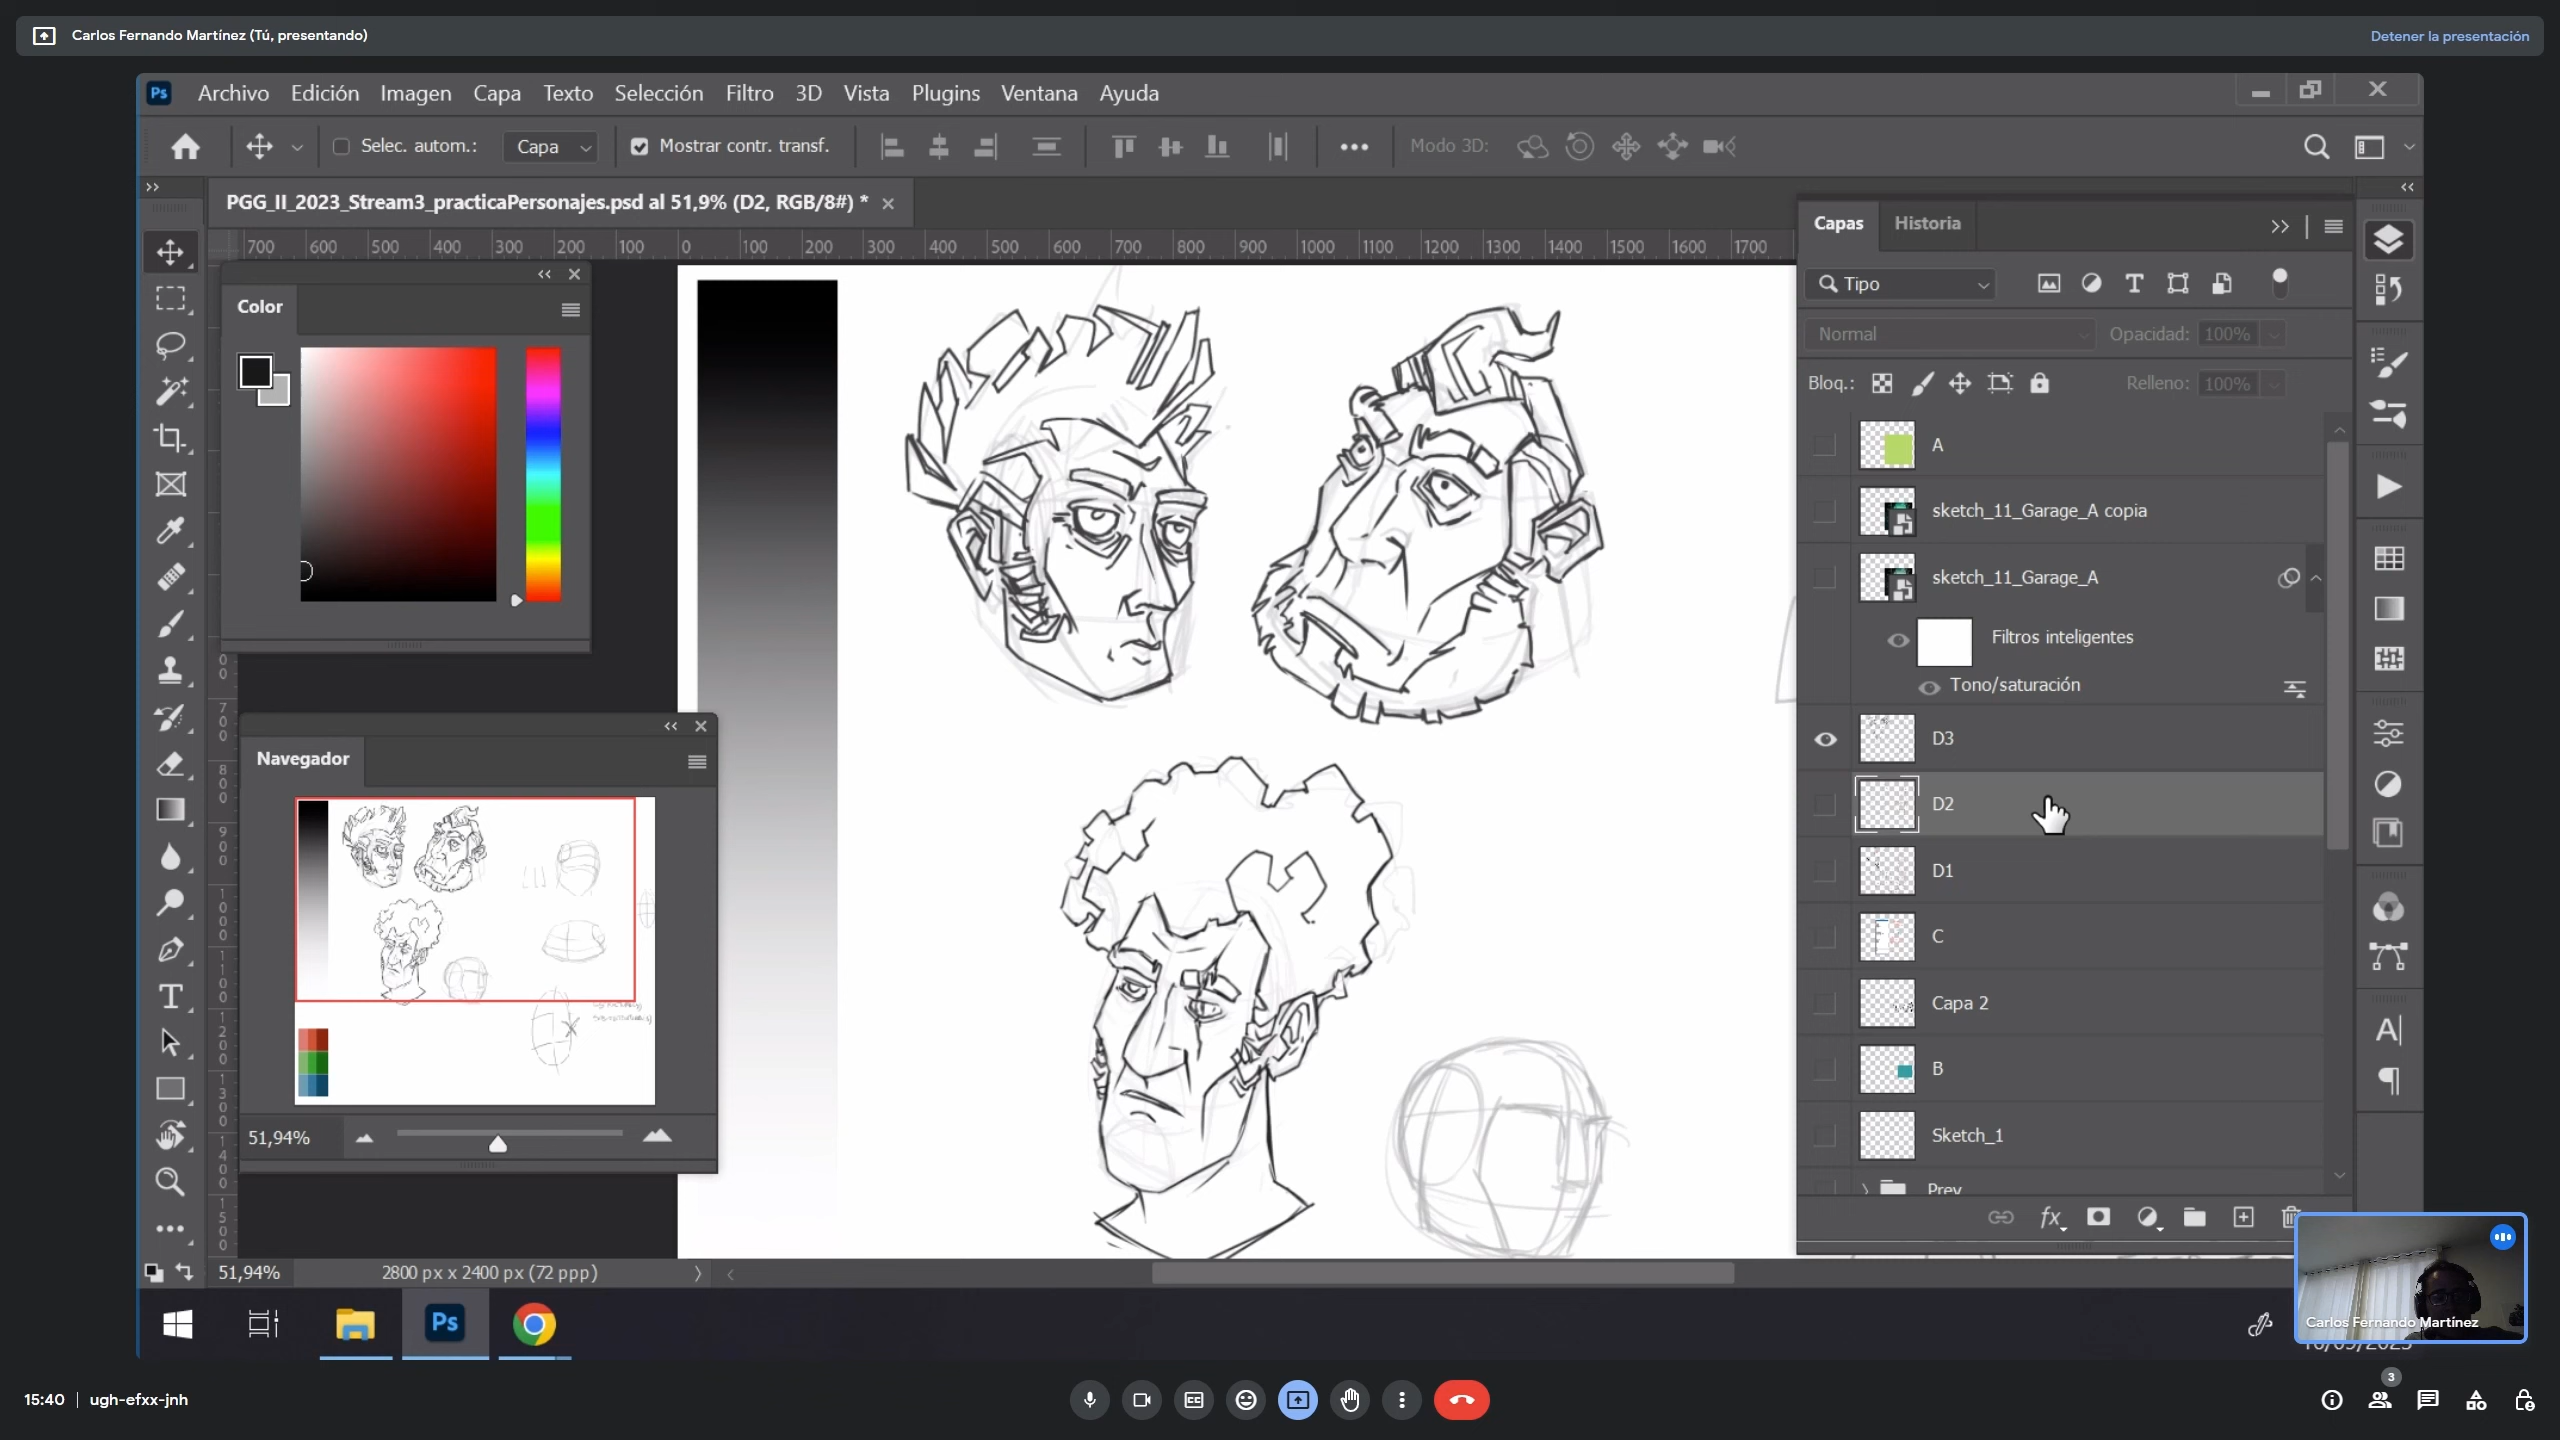 Carlos Fernando Martínez (Tú, presentando)
Detener la presentación
Ps Archivo Edición Imagen Capa Texto Selección Filtro 3D Vista Plugins Ventana Ayuda
Selec. autom.: Capa Mostrar contr. transf. Modo 3D:
PGG_II_2023_Stream3_practicaPersonajes.psd al 51,9% (D2, RGB/8#) *
700 600 500 400 300 200 100 0 100 200 300 400 500 600 700 800 900 1000 1100 1200 1300 1400 1500 1600 1700
Capas Historia
Color
Tipo
Normal Opacidad: 100%
Bloq.: Relleno: 100%
A
sketch_11_Garage_A copia
sketch_11_Garage_A
Filtros inteligentes
Tono/saturación
D3
D2
D1
C
Capa 2
B
Sketch_1
Prev
Navegador
51,94%
51,94% 2800 px x 2400 px (72 ppp)
Ps
Carlos Fernando Martínez
15:40 | ugh-efxx-jnh
3